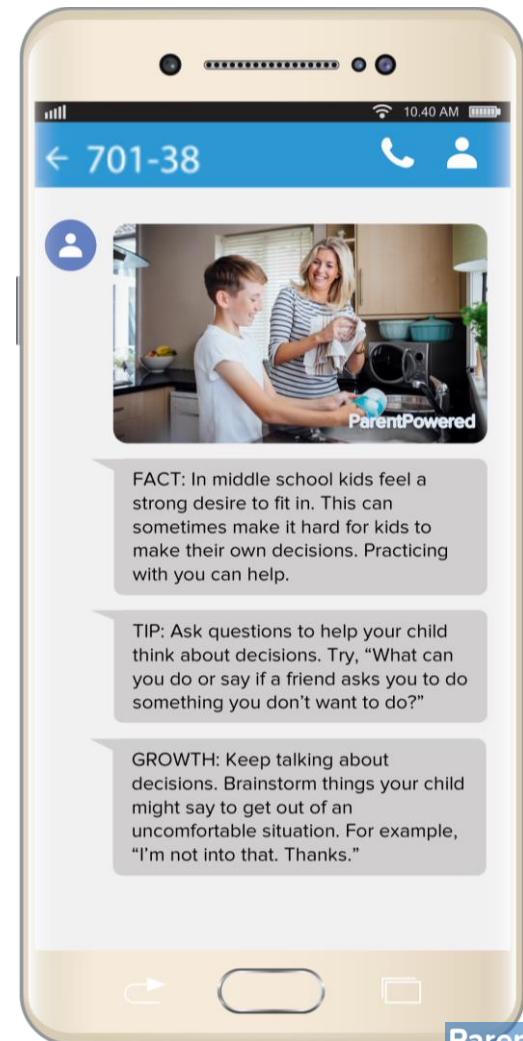 10.40 AM
701-38
ParentPowered
FACT: In middle school kids feel a
strong desire to fit in. This can
sometimes make it hard for kids to
make their own decisions. Practicing
with you can help.
TIP: Ask questions to help your child
think about decisions. Try, “What can
you do or say if a friend asks you to do
something you don’t want to do?”
GROWTH: Keep talking about
decisions. Brainstorm things your child
might say to get out of an
uncomfortable situation. For example,
“I’m not into that. Thanks.”